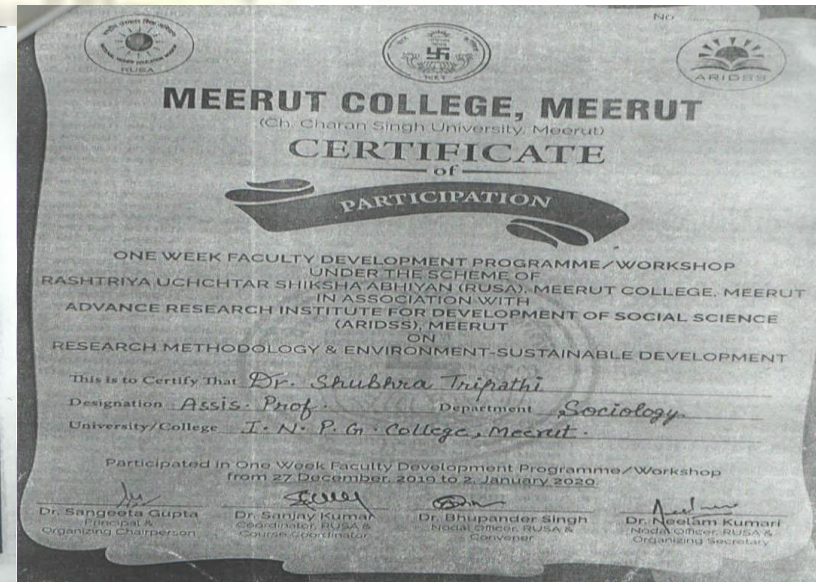 No
RUSA
ARIDSS
MEERUT COLLEGE, MEERUT
(Ch. Charan Singh University, Meerut)
CERTIFICATE
of
PARTICIPATION
ONE WEEK FACULTY DEVELOPMENT PROGRAMME/WORKSHOP
UNDER THE SCHEME OF
RASHTRIYA UCHCHTAR SHIKSHA ABHIYAN (RUSA), MEERUT COLLEGE, MEERUT
IN ASSOCIATION WITH
ADVANCE RESEARCH INSTITUTE FOR DEVELOPMENT OF SOCIAL SCIENCE
(ARIDSS), MEERUT
ON
RESEARCH METHODOLOGY & ENVIRONMENT-SUSTAINABLE DEVELOPMENT
This is to Certify That Dr. Shubhra Tripathi
Designation Assis. Prof. Department Sociology
University/College I. N. P. G. College, Meerut.
Participated in One Week Faculty Development Programme/Workshop
from 27 December, 2019 to 2, January 2020.
Dr. Sangeeta Gupta Dr. Sanjay Kumar Dr. Bhupander Singh Dr. Neelam Kumari
Principal & Coordinator, RUSA & Nodal Officer, RUSA & Nodal Officer, RUSA &
Organizing Chairperson Course Coordinator Convener Organizing Secretary